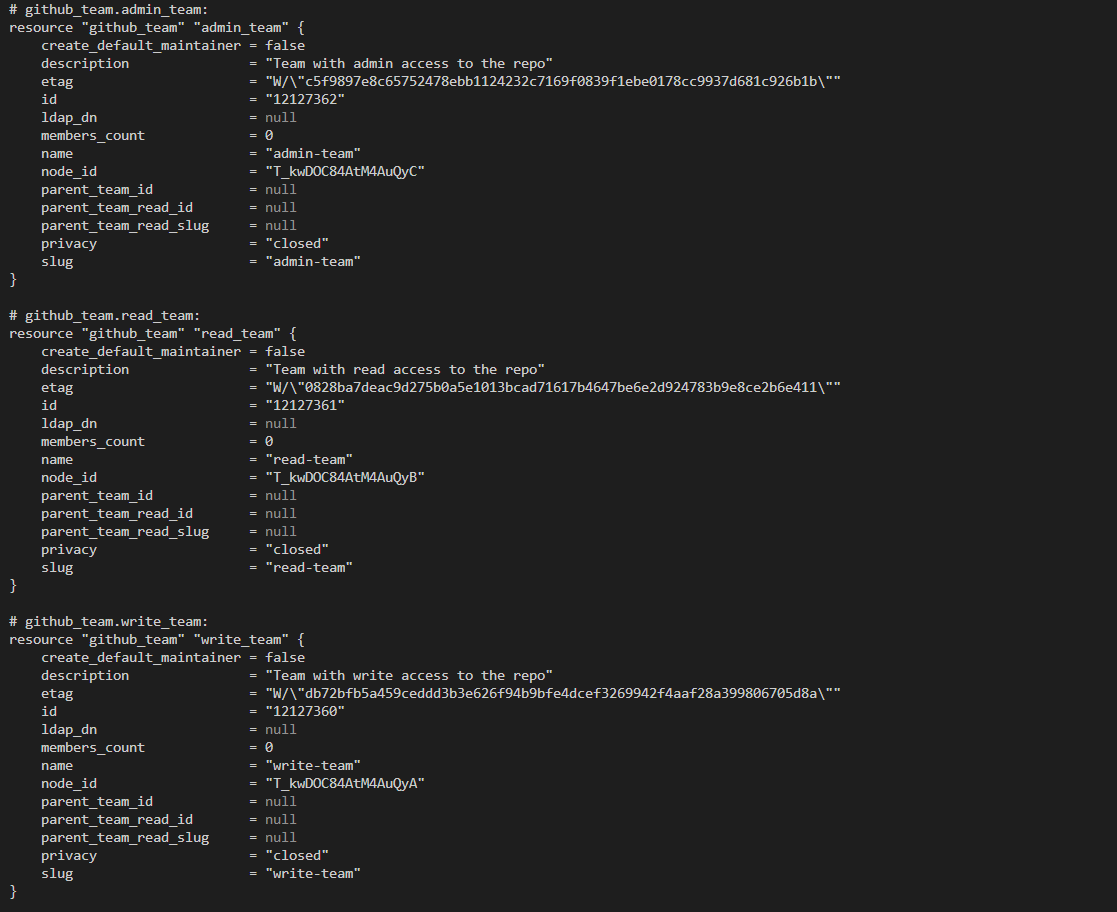 # github_team.admin_team:
resource "github_team" "admin_team" {
    create_default_maintainer = false
    description               = "Team with admin access to the repo"
    etag                      = "W/\"c5f9897e8c65752478ebb1124232c7169f0839f1ebe0178cc9937d681c926b1b\""
    id                        = "12127362"
    ldap_dn                   = null
    members_count             = 0
    name                      = "admin-team"
    node_id                   = "T_kwDOC84AtM4AuQyC"
    parent_team_id            = null
    parent_team_read_id       = null
    parent_team_read_slug     = null
    privacy                   = "closed"
    slug                      = "admin-team"
}

# github_team.read_team:
resource "github_team" "read_team" {
    create_default_maintainer = false
    description               = "Team with read access to the repo"
    etag                      = "W/\"0828ba7deac9d275b0a5e1013bcad71617b4647be6e2d924783b9e8ce2b6e411\""
    id                        = "12127361"
    ldap_dn                   = null
    members_count             = 0
    name                      = "read-team"
    node_id                   = "T_kwDOC84AtM4AuQyB"
    parent_team_id            = null
    parent_team_read_id       = null
    parent_team_read_slug     = null
    privacy                   = "closed"
    slug                      = "read-team"
}

# github_team.write_team:
resource "github_team" "write_team" {
    create_default_maintainer = false
    description               = "Team with write access to the repo"
    etag                      = "W/\"db72bfb5a459ceddd3b3e626f94b9bfe4dcef3269942f4aaf28a399806705d8a\""
    id                        = "12127360"
    ldap_dn                   = null
    members_count             = 0
    name                      = "write-team"
    node_id                   = "T_kwDOC84AtM4AuQyA"
    parent_team_id            = null
    parent_team_read_id       = null
    parent_team_read_slug     = null
    privacy                   = "closed"
    slug                      = "write-team"
}